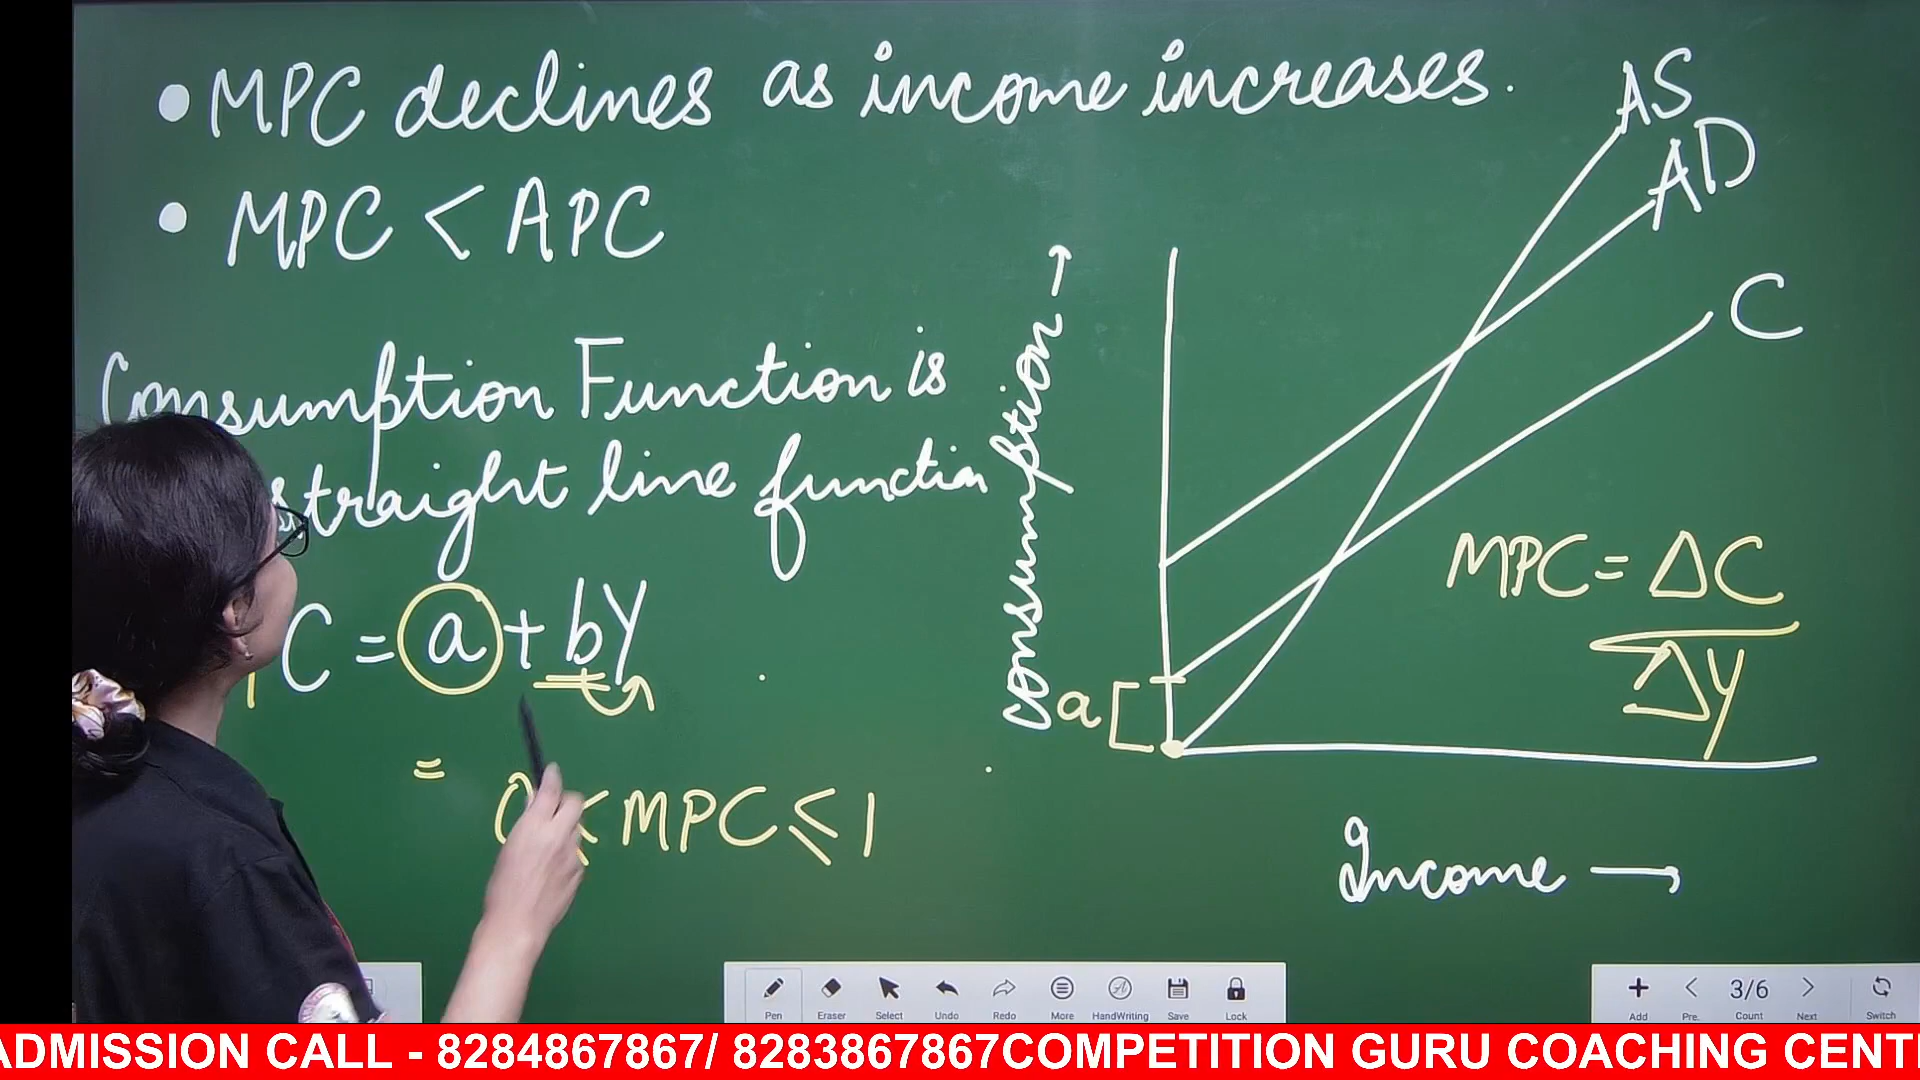 • MPC declines as income increases.
• MPC < APC
Consumption Function is
straight line function
C = a + bY
=
MPC ≤ 1
AS
AD
C
Consumption →
a
MPC = ΔC
ΔY
Income →
Pen Eraser Select Undo Redo More HandWriting Save Lock
Add Pre. 3/6 Count Next Switch
ADMISSION CALL - 8284867867/ 8283867867COMPETITION GURU COACHING